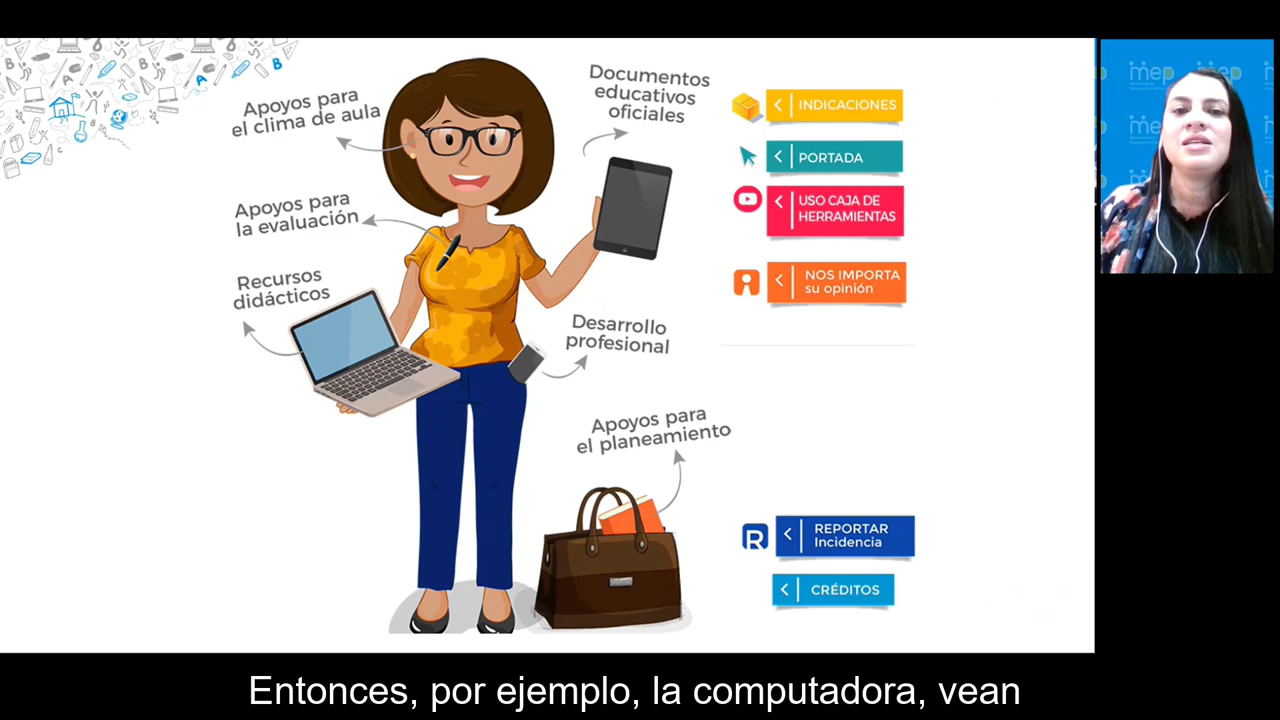 Apoyos para
el clima de aula
Documentos
educativos
oficiales
Apoyos para
la evaluación
Recursos
didácticos
Desarrollo
profesional
Apoyos para
el planeamiento
INDICACIONES
PORTADA
USO CAJA DE
HERRAMIENTAS
NOS IMPORTA
su opinión
R
REPORTAR
Incidencia
CRÉDITOS
mep
Entonces, por ejemplo, la computadora, vean